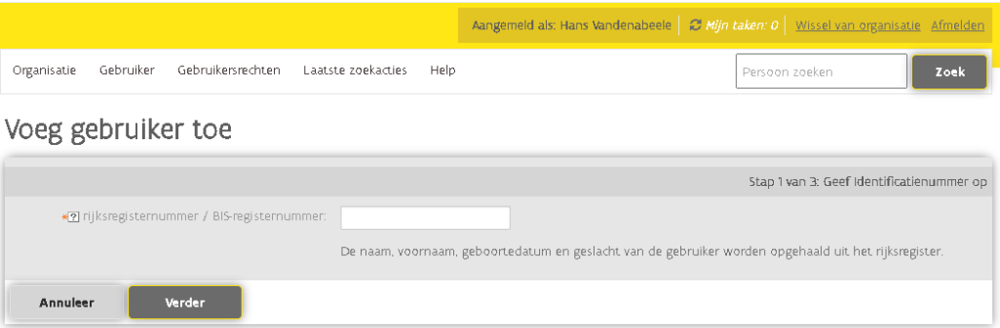 Aangemeld als: Hans Vandenabeele Mijn taken: 0 Wissel van organisatie Afmelden
Organisatie Gebruiker Gebruikersrechten Laatste zoekacties Help Persoon zoeken Zoek
Voeg gebruiker toe
Stap 1 van 3: Geef Identificatienummer op
*? rijksregisternummer / BIS-registernummer:
De naam, voornaam, geboortedatum en geslacht van de gebruiker worden opgehaald uit het rijksregister.
Annuleer Verder